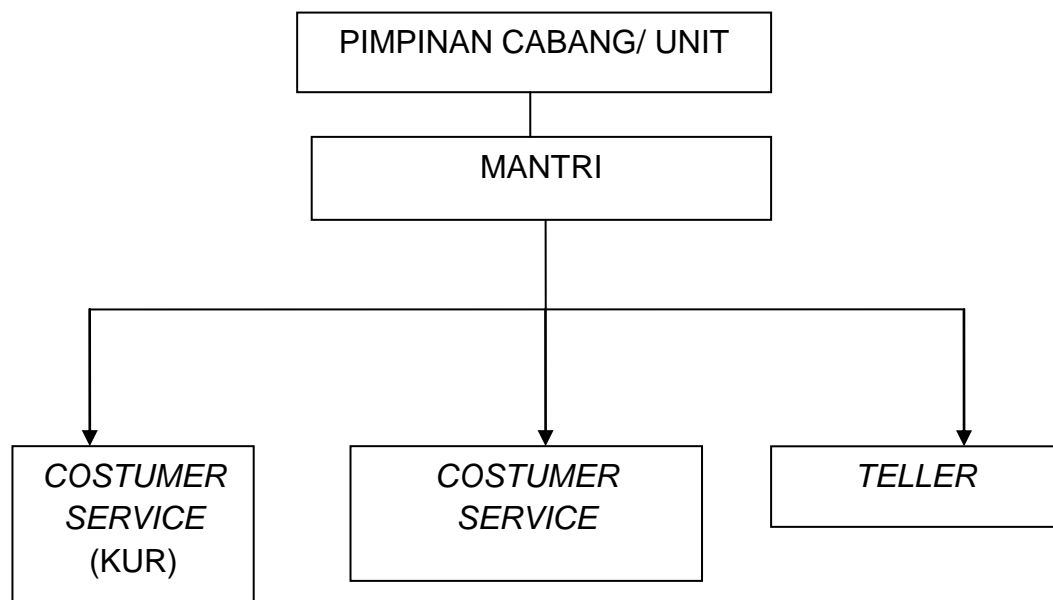 PIMPINAN CABANG/ UNIT
MANTRI
COSTUMER
SERVICE
(KUR)
COSTUMER
SERVICE
TELLER